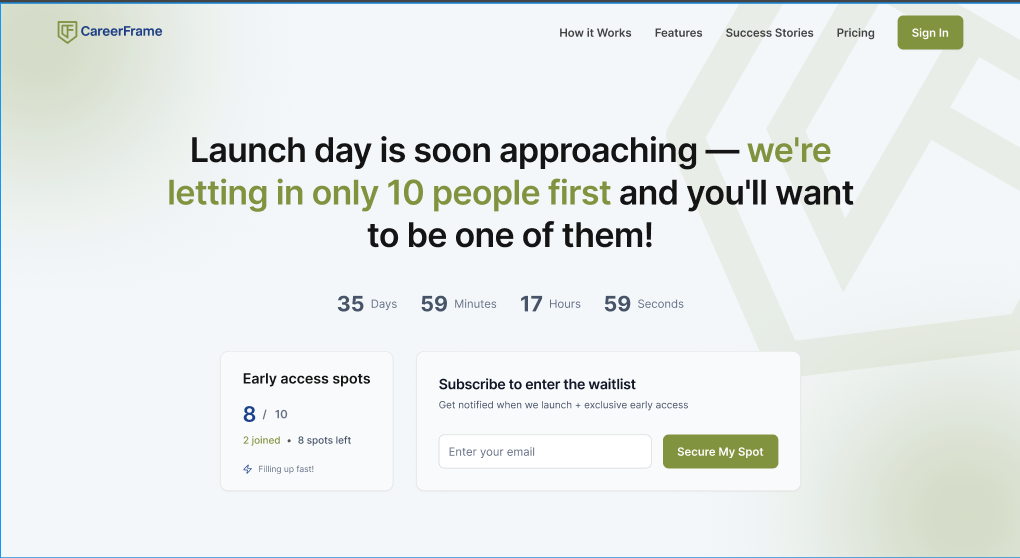 CareerFrame
How it Works
Features
Success Stories
Pricing
Sign In
Launch day is soon approaching — we're
letting in only 10 people first and you'll want
to be one of them!
35 Days 59 Minutes 17 Hours 59 Seconds
Early access spots
8 / 10
2 joined • 8 spots left
Filling up fast!
Subscribe to enter the waitlist
Get notified when we launch + exclusive early access
Enter your email
Secure My Spot